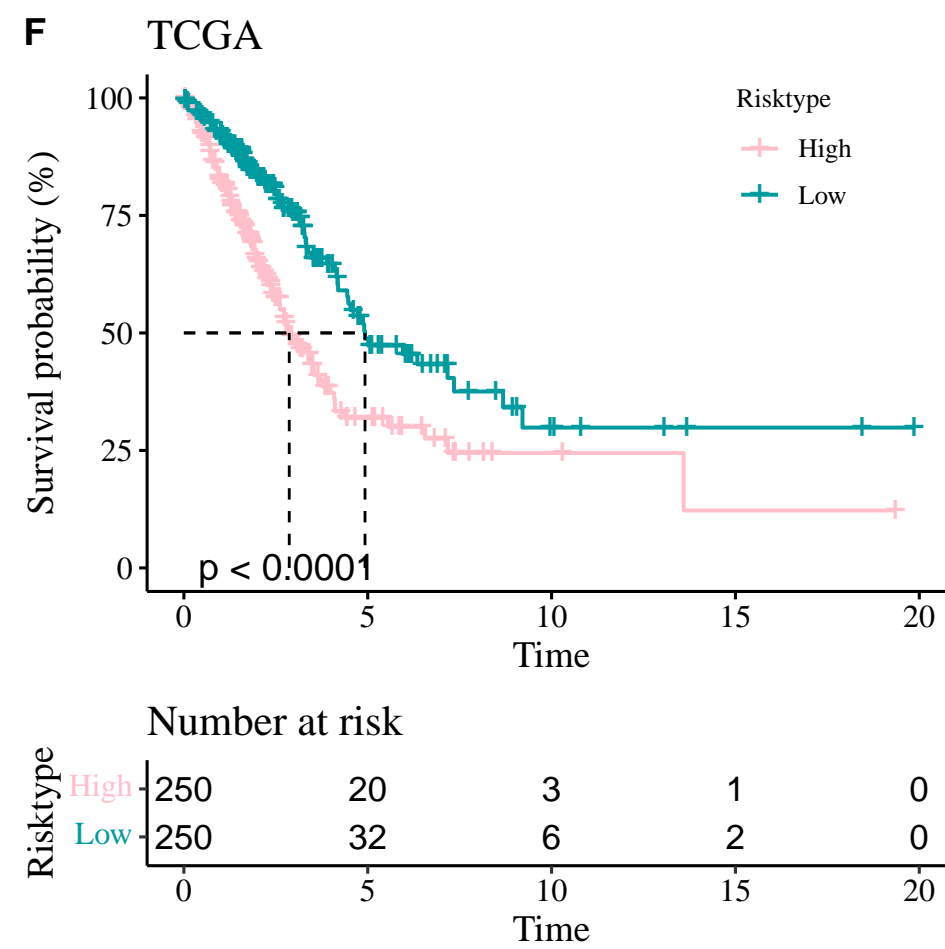 F TCGA
Survival probability (%)
100
75
50
25
0
Risktype
High
Low
p < 0.0001
0 5 10 15 20
Time
Number at risk
Risktype
High 250 20 3 1 0
Low 250 32 6 2 0
0 5 10 15 20
Time